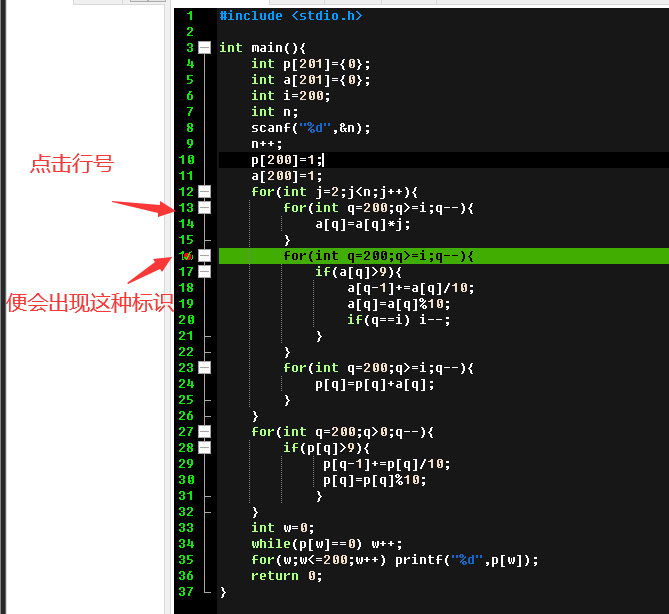 1 #include <stdio.h>
2
3 int main(){
4 int p[201]={0};
5 int a[201]={0};
6 int i=200;
7 int n;
8 scanf("%d",&n);
9 n++;
10 p[200]=1;
11 a[200]=1;
12 for(int j=2;j<n;j++){
13 for(int q=200;q>=i;q--){
14 a[q]=a[q]*j;
15 }
16 for(int q=200;q>=i;q--){
17 if(a[q]>9){
18 a[q-1]+=a[q]/10;
19 a[q]=a[q]%10;
20 if(q==i) i--;
21 }
22 }
23 for(int q=200;q>=i;q--){
24 p[q]=p[q]+a[q];
25 }
26 }
27 for(int q=200;q>0;q--){
28 if(p[q]>9){
29 p[q-1]+=p[q]/10;
30 p[q]=p[q]%10;
31 }
32 }
33 int w=0;
34 while(p[w]==0) w++;
35 for(w;w<=200;w++) printf("%d",p[w]);
36 return 0;
37 }
点击行号
便会出现这种标识